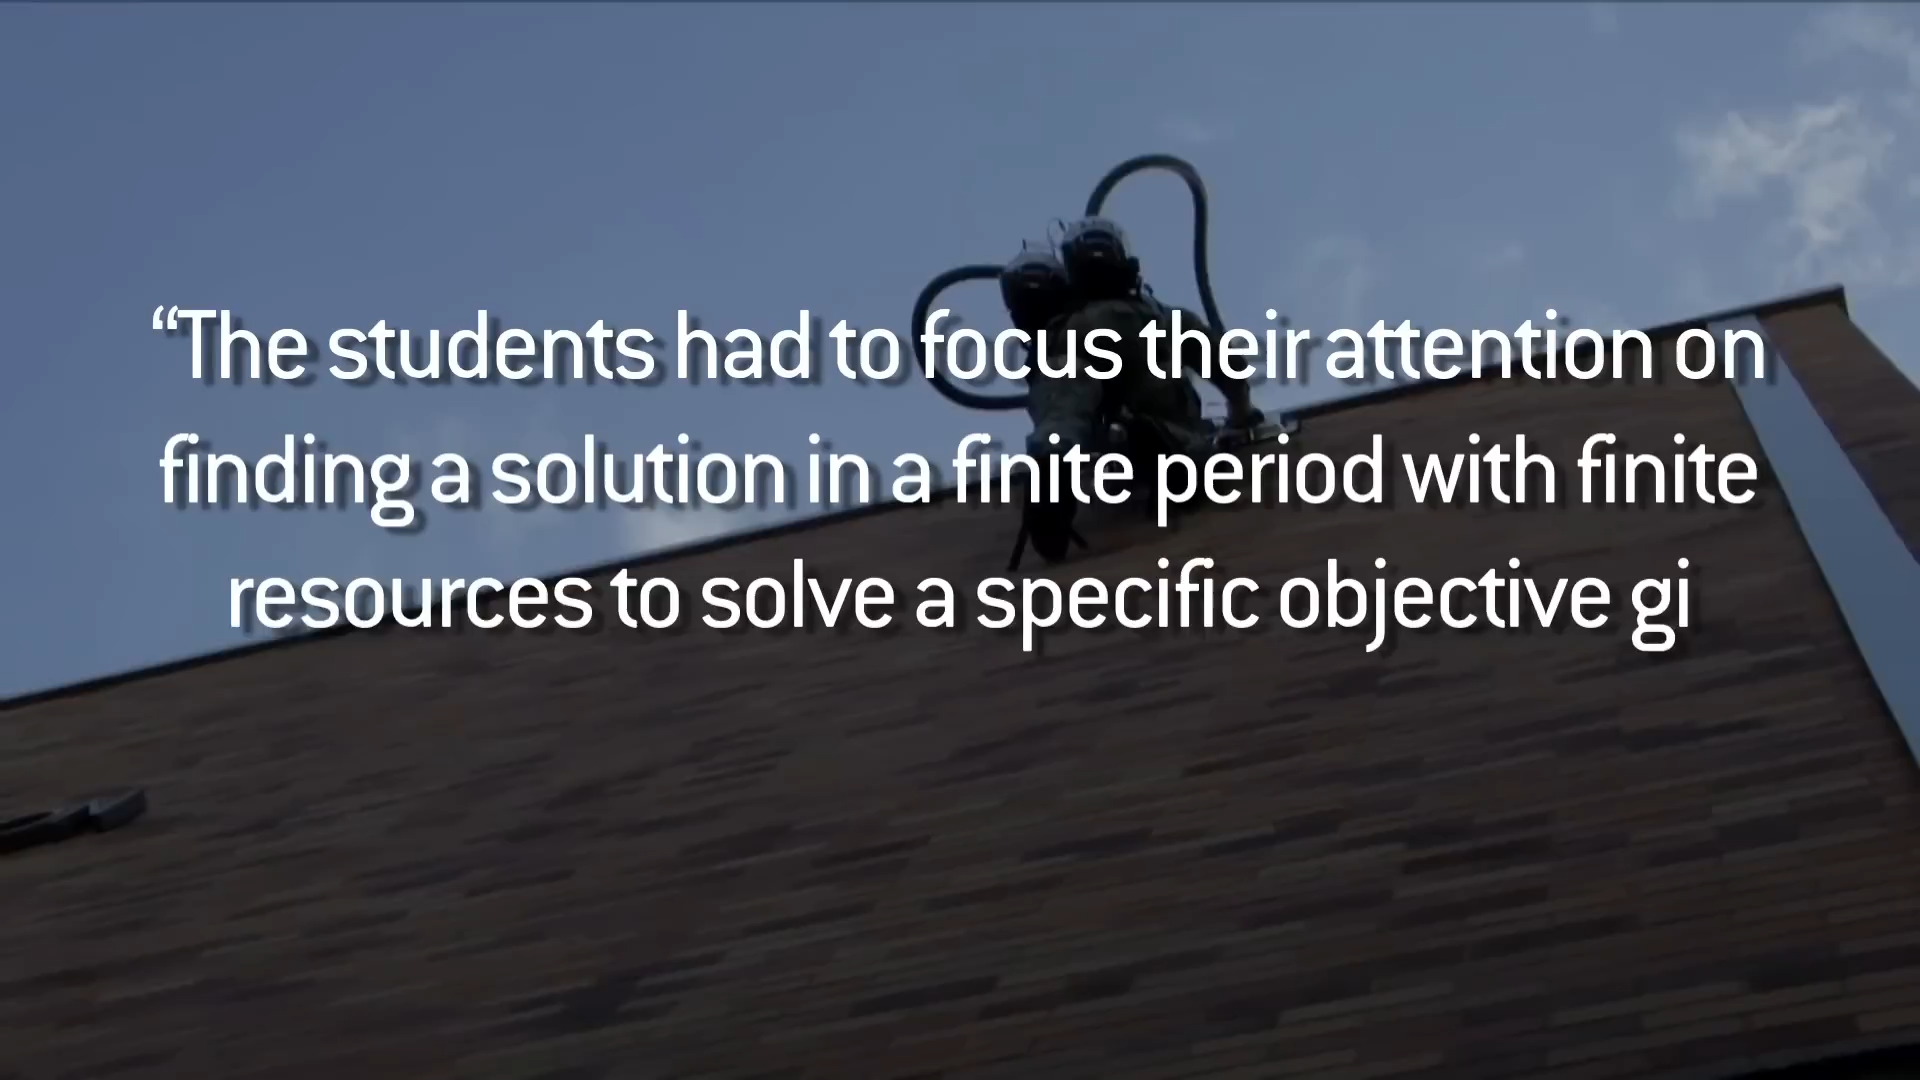 “The students had to focus their attention on
finding a solution in a finite period with finite
resources to solve a specific objective gi